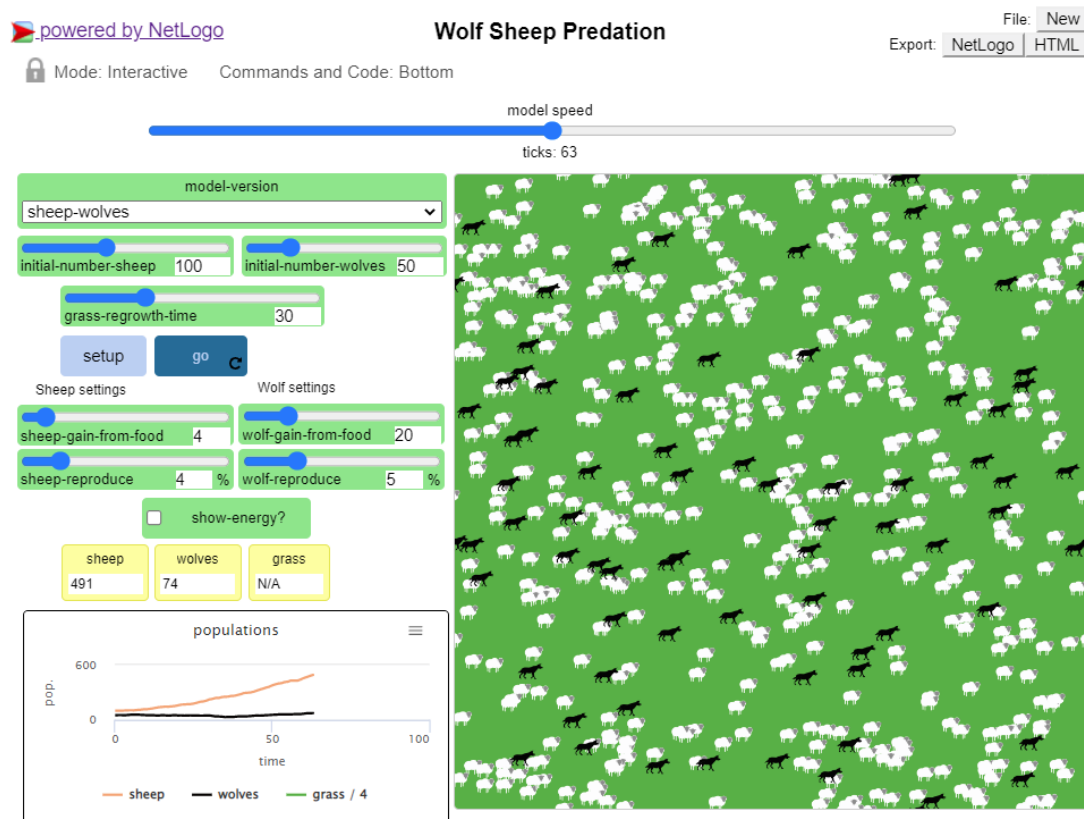 powered by NetLogo
Wolf Sheep Predation
File: New
Export: NetLogo HTML
Mode: Interactive Commands and Code: Bottom
model speed
ticks: 63
model-version
sheep-wolves
initial-number-sheep 100 initial-number-wolves 50
grass-regrowth-time 30
setup go
Sheep settings Wolf settings
sheep-gain-from-food 4 wolf-gain-from-food 20
sheep-reproduce 4 % wolf-reproduce 5 %
show-energy?
sheep wolves grass
491 74 N/A
populations
600
pop.
0
0 50 100
time
sheep wolves grass / 4